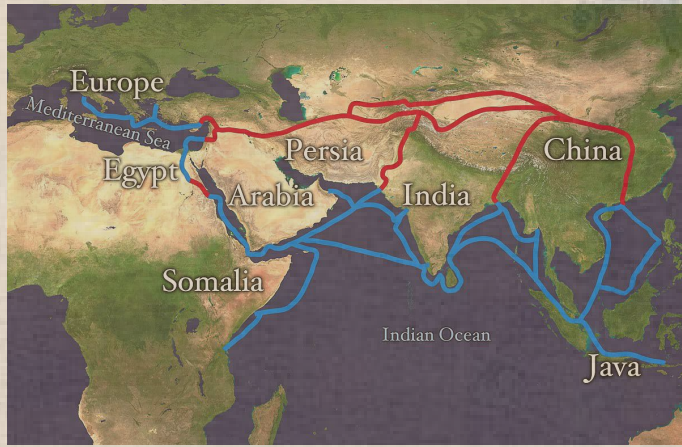 Europe
Mediterranean Sea
Persia
China
Egypt
Arabia
India
Somalia
Indian Ocean
Java